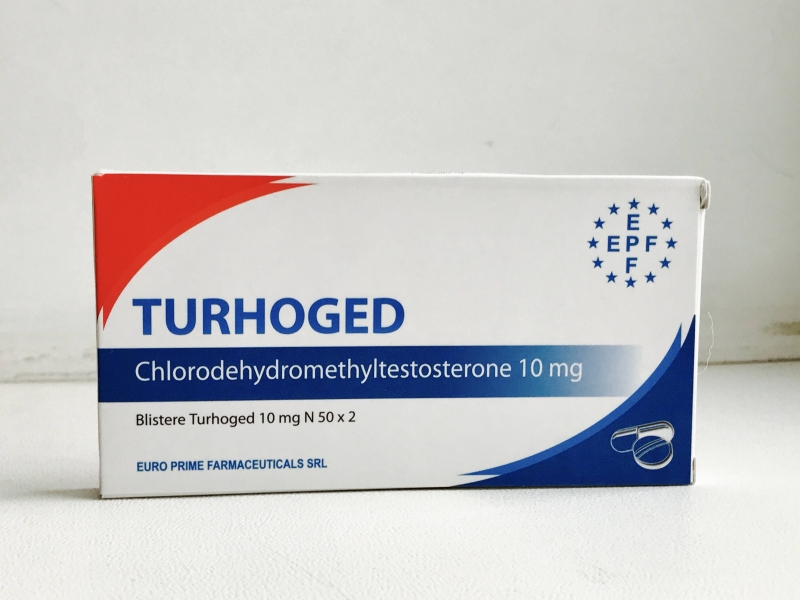 E
EPF
F
TURHOGED
Chlorodehydromethyltestosterone 10 mg
Blistere Turhoged 10 mg N 50 x 2
EURO PRIME FARMACEUTICALS SRL